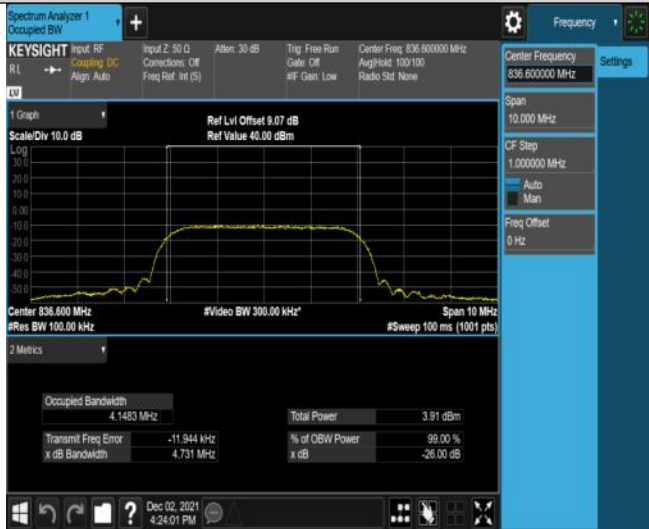 Spectrum Analyzer 1
Occupied BW
Frequency
KEYSIGHT
Input: RF
Coupling: DC
Align: Auto
Input Z: 50 Ω
Corrections: Off
Freq Ref: Int (S)
Atten: 30 dB
Trig: Free Run
Gate: Off
#IF Gain: Low
Center Freq: 836.600000 MHz
Avg|Hold: 100/100
Radio Std: None
R L
Center Frequency
836.600000 MHz
Settings
Span
10.000 MHz
CF Step
1.000000 MHz
Auto
Man
Freq Offset
0 Hz
1 Graph
Scale/Div 10.0 dB
Ref Lvl Offset 9.07 dB
Ref Value 40.00 dBm
Log
30.0
20.0
10.0
0.00
-10.0
-20.0
-30.0
-40.0
-50.0
Center 836.600 MHz
#Video BW 300.00 kHz*
Span 10 MHz
#Res BW 100.00 kHz
#Sweep 100 ms (1001 pts)
2 Metrics
Occupied Bandwidth
4.1483 MHz
Total Power 3.91 dBm
Transmit Freq Error -11.944 kHz
% of OBW Power 99.00 %
x dB Bandwidth 4.731 MHz
x dB -26.00 dB
?
Dec 02, 2021
4:24:01 PM